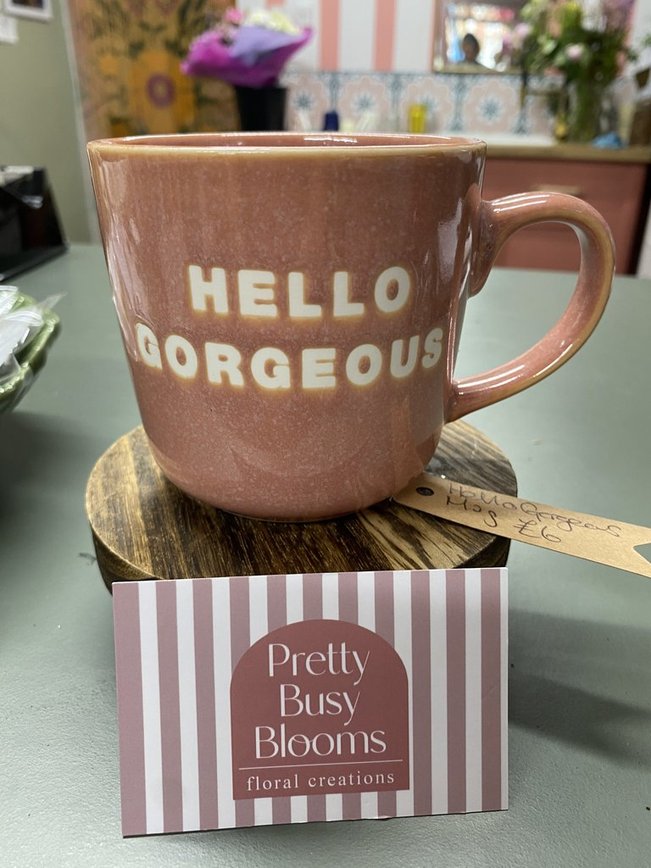 HELLO
GORGEOUS
Hello Gorgeous
Mug £6
Pretty
Busy
Blooms
floral creations